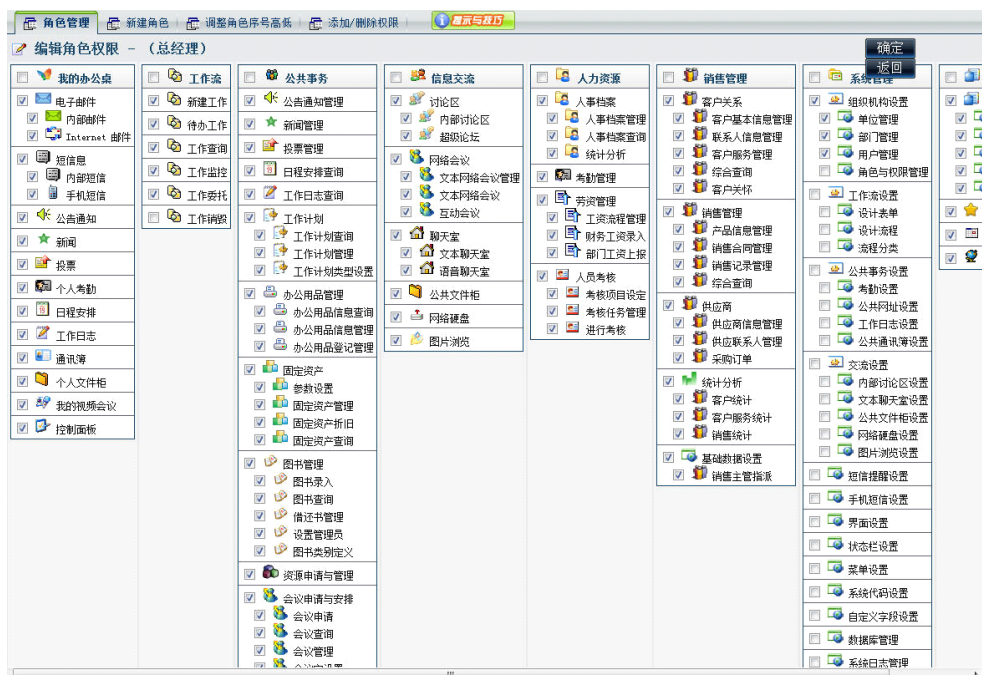 角色管理 新建角色 调整角色序号高低 添加/删除权限 提示与技巧
编辑角色权限 - （总经理） 确定
返回
我的办公桌
电子邮件
内部邮件
Internet 邮件
短信息
内部短信
手机短信
公告通知
新闻
投票
个人考勤
日程安排
工作日志
通讯簿
个人文件柜
我的视频会议
控制面板
工作流
新建工作
待办工作
工作查询
工作监控
工作委托
工作销毁
公共事务
公告通知管理
新闻管理
投票管理
日程安排查询
工作日志查询
工作计划
工作计划查询
工作计划管理
工作计划类型设置
办公用品管理
办公用品信息查询
办公用品信息管理
办公用品登记管理
固定资产
参数设置
固定资产管理
固定资产折旧
固定资产查询
图书管理
图书录入
图书查询
借还书管理
设置管理员
图书类别定义
资源申请与管理
会议申请与安排
会议申请
会议查询
会议管理
信息交流
讨论区
内部讨论区
超级论坛
网络会议
文本网络会议管理
文本网络会议
互动会议
聊天室
文本聊天室
语音聊天室
公共文件柜
网络硬盘
图片浏览
人力资源
人事档案
人事档案管理
人事档案查询
统计分析
考勤管理
劳资管理
工资流程管理
财务工资录入
部门工资上报
人员考核
考核项目设定
考核任务管理
进行考核
销售管理
客户关系
客户基本信息管理
联系人信息管理
客户服务管理
综合查询
客户关怀
销售管理
产品信息管理
销售合同管理
销售记录管理
综合查询
供应商
供应商信息管理
供应联系人管理
采购订单
统计分析
客户统计
客户服务统计
销售统计
基础数据设置
销售主管指派
系统管理
组织机构设置
单位管理
部门管理
用户管理
角色与权限管理
工作流设置
设计表单
设计流程
流程分类
公共事务设置
考勤设置
公共网址设置
工作日志设置
公共通讯簿设置
交流设置
内部讨论区设置
文本聊天室设置
公共文件柜设置
网络硬盘设置
图片浏览设置
短信提醒设置
手机短信设置
界面设置
状态栏设置
菜单设置
系统代码设置
自定义字段设置
数据库管理
系统日志管理